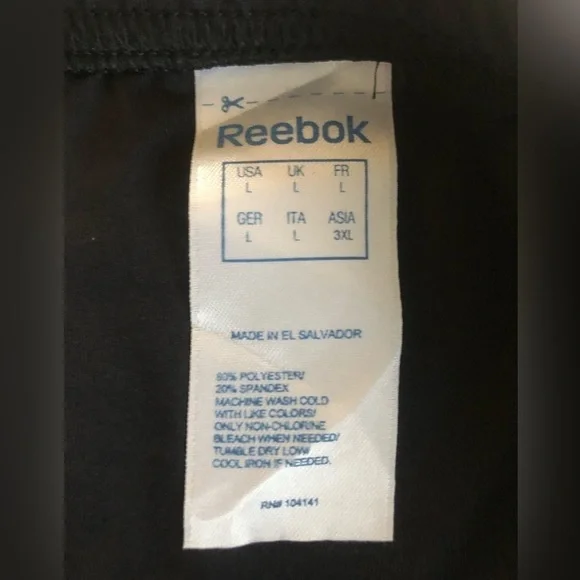 Reebok
USA UK FR
L L L
GER ITA ASIA
L L 3XL
MADE IN EL SALVADOR
80% POLYESTER/
20% SPANDEX
MACHINE WASH COLD
WITH LIKE COLORS/
ONLY NON-CHLORINE
BLEACH WHEN NEEDED/
TUMBLE DRY LOW/
COOL IRON IF NEEDED.
RN# 104141